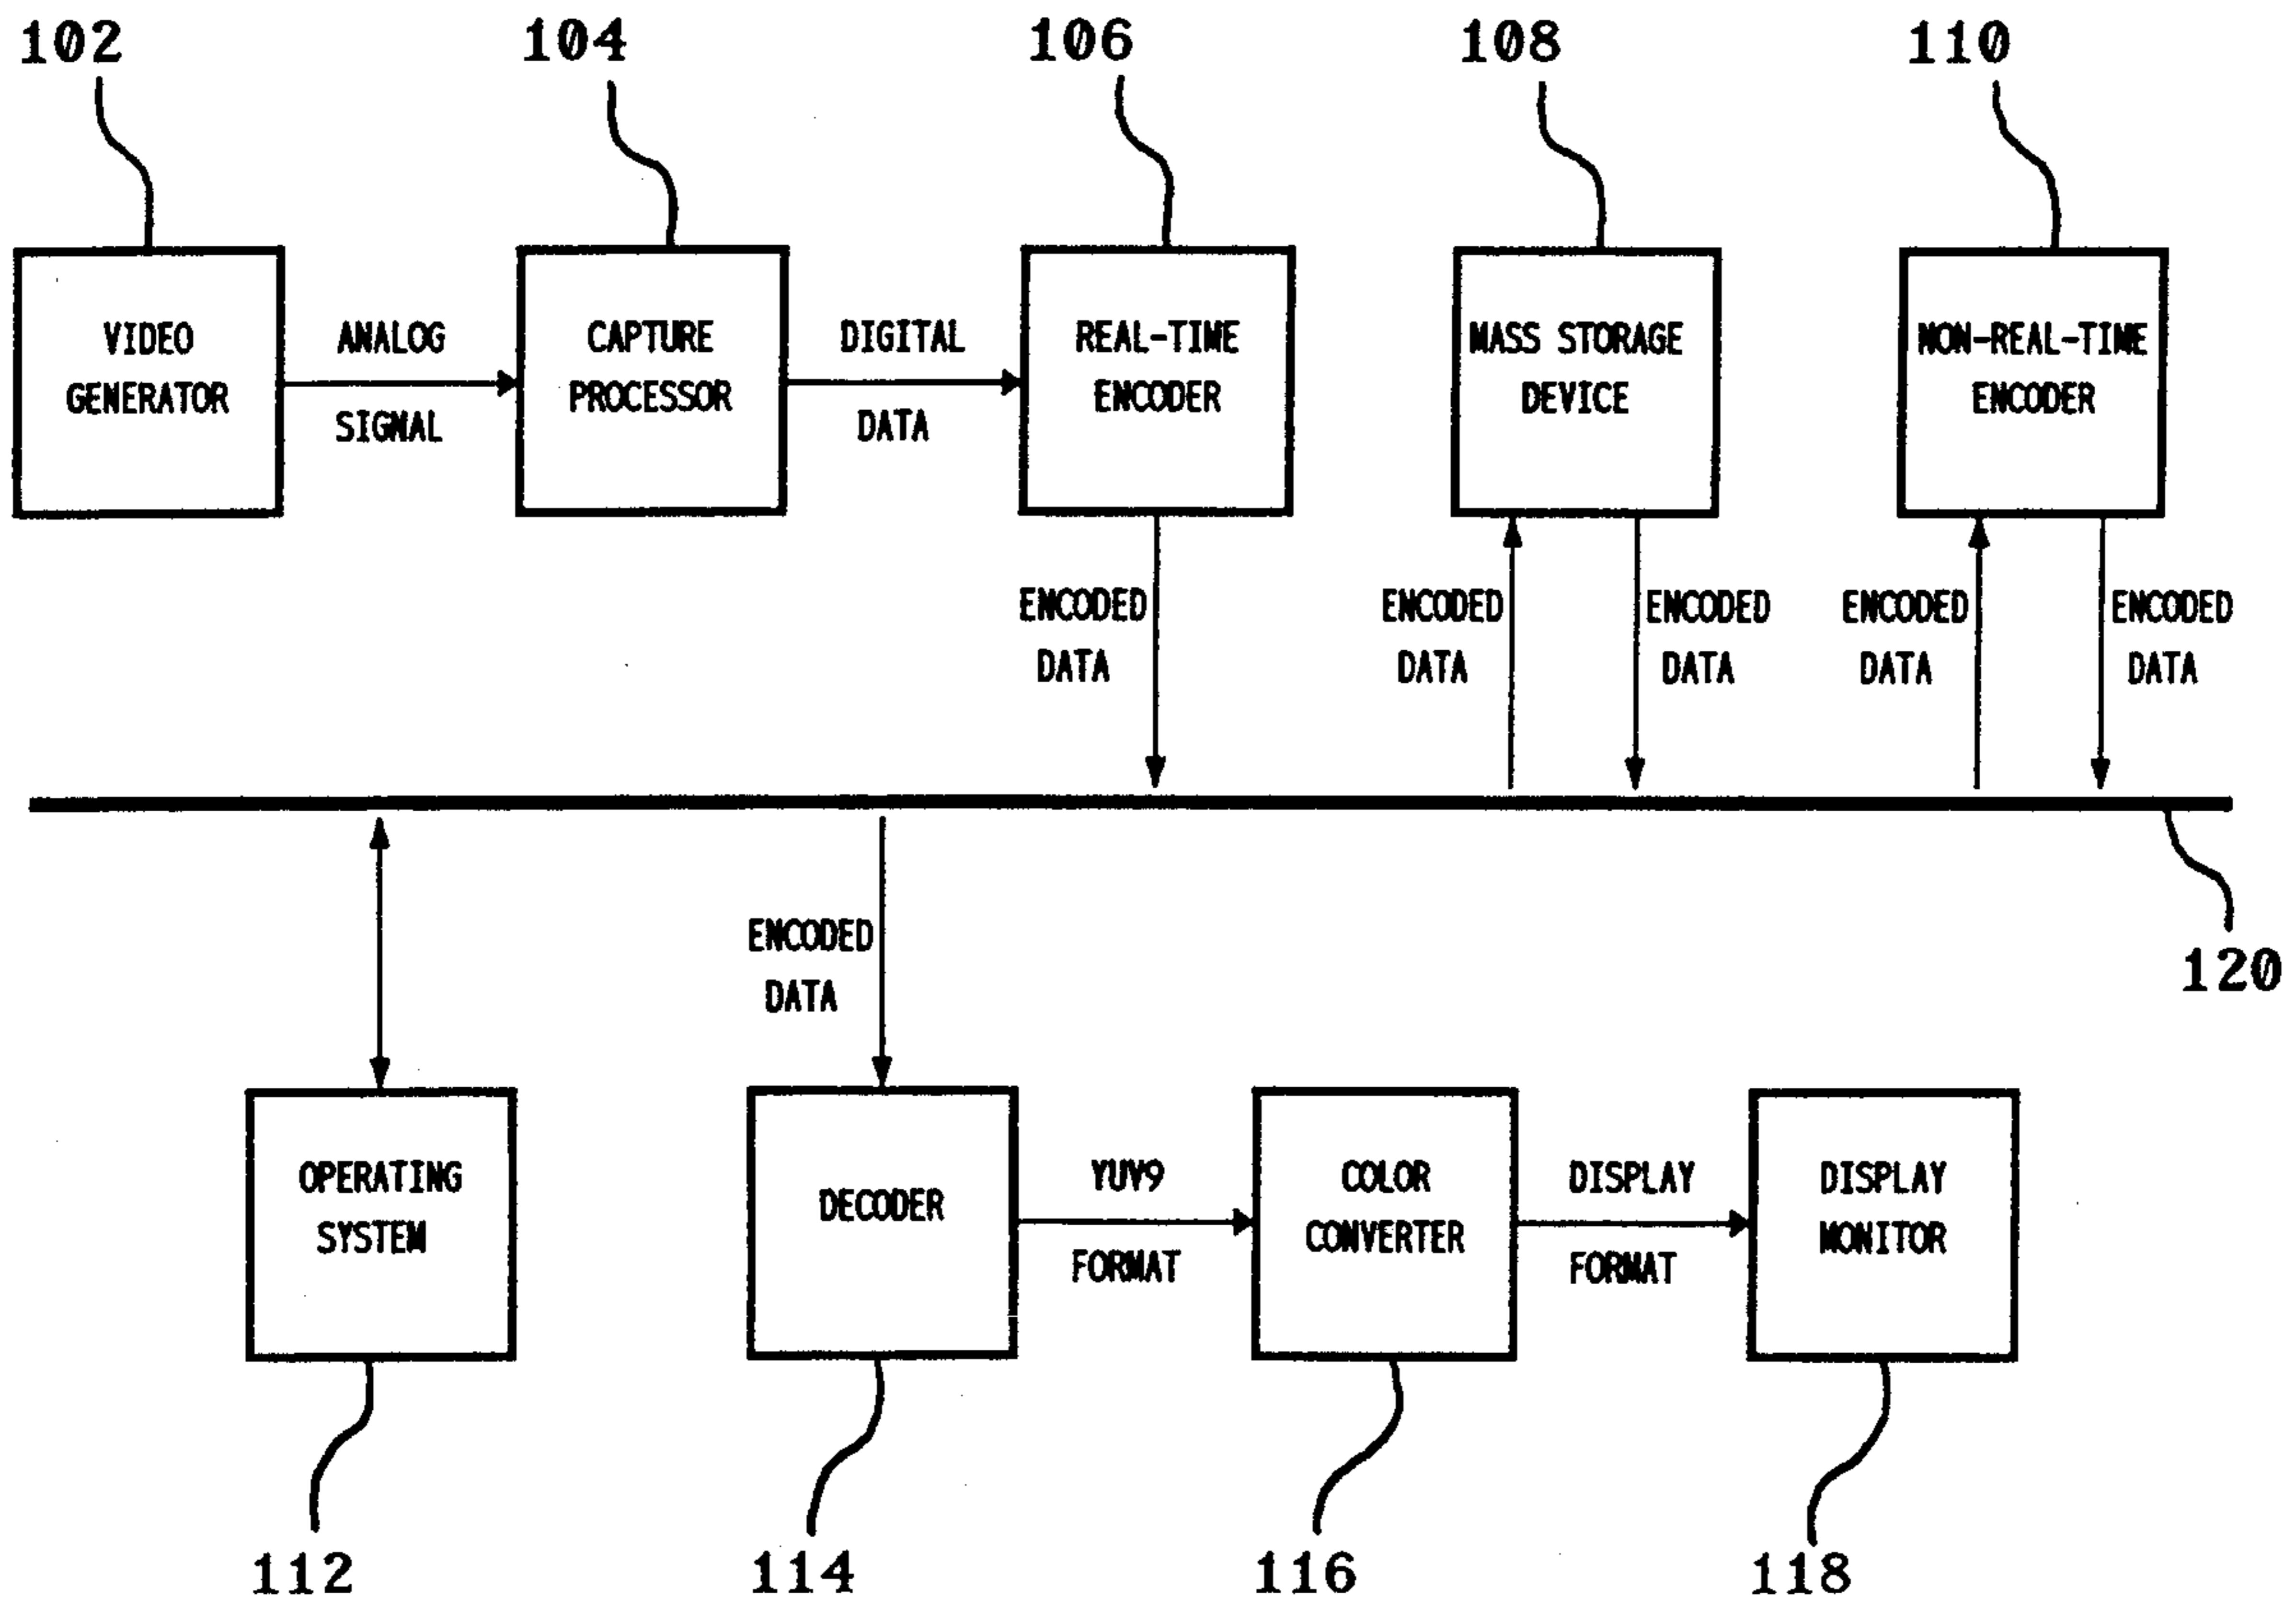 102 104 106 108 110
VIDEO
GENERATOR
ANALOG
SIGNAL
CAPTURE
PROCESSOR
DIGITAL
DATA
REAL-TIME
ENCODER
MASS STORAGE
DEVICE
NON-REAL-TIME
ENCODER
ENCODED
DATA
ENCODED
DATA
ENCODED
DATA
ENCODED
DATA
ENCODED
DATA
120
ENCODED
DATA
OPERATING
SYSTEM
DECODER
YUV9
FORMAT
COLOR
CONVERTER
DISPLAY
FORMAT
DISPLAY
MONITOR
112 114 116 118